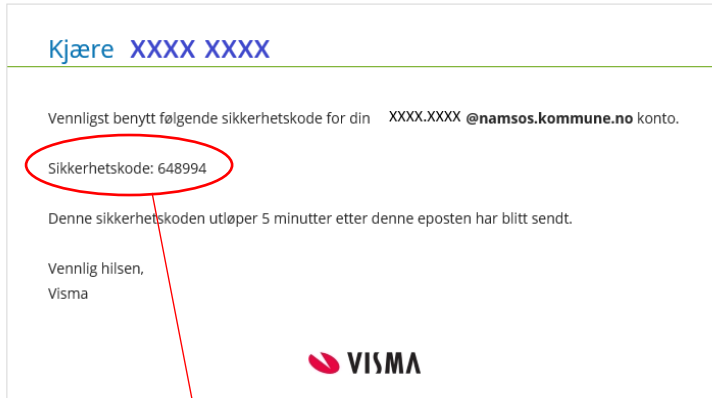 Kjære XXXX XXXX
Vennligst benytt følgende sikkerhetskode for din XXXX.XXXX @namsos.kommune.no konto.
Sikkerhetskode: 648994
Denne sikkerhetskoden utløper 5 minutter etter denne eposten har blitt sendt.
Vennlig hilsen,
Visma
VISMA